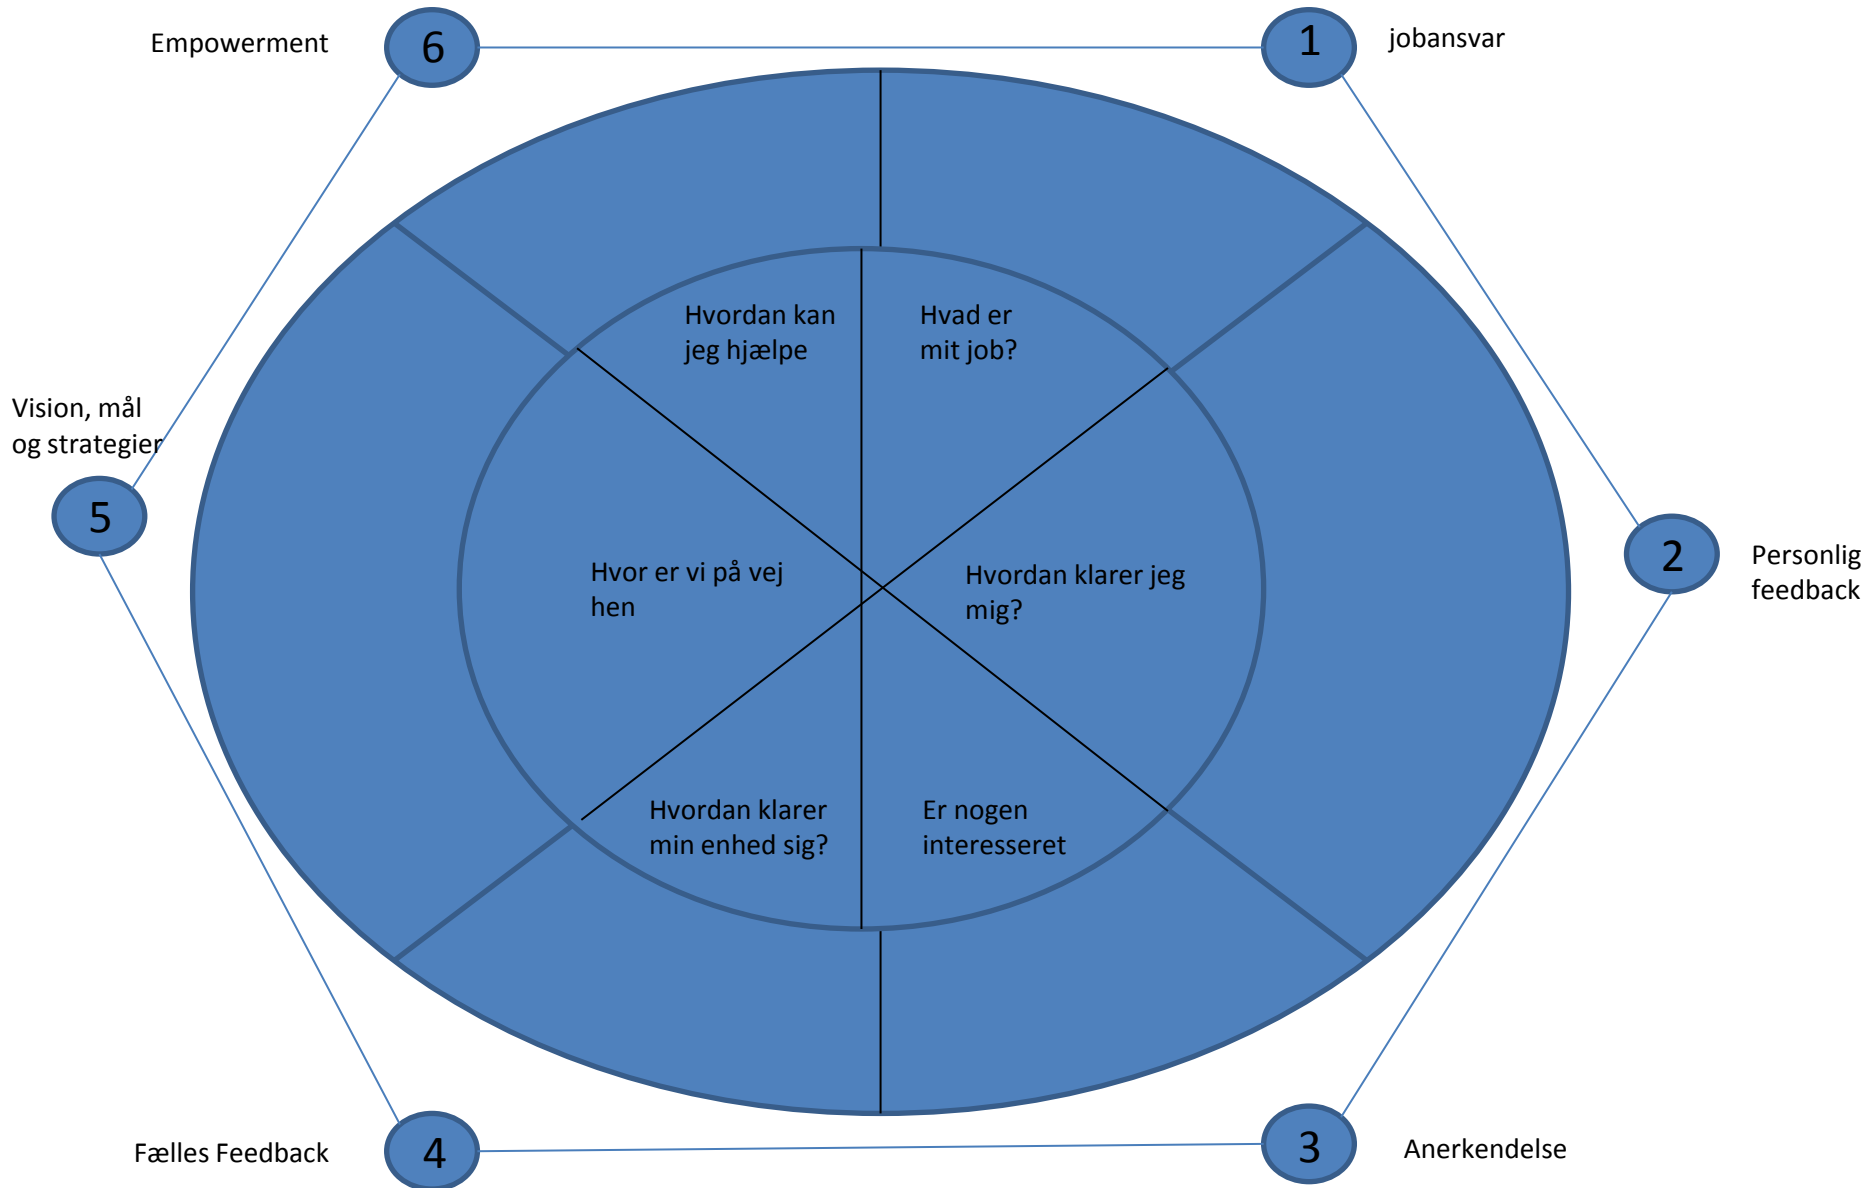 Empowerment
6
1
jobansvar
Hvordan kan
jeg hjælpe
Hvad er
mit job?
Vision, mål
og strategier
5
2
Personlig
feedback
Hvor er vi på vej
hen
Hvordan klarer jeg
mig?
Hvordan klarer
min enhed sig?
Er nogen
interesseret
Fælles Feedback
4
3
Anerkendelse